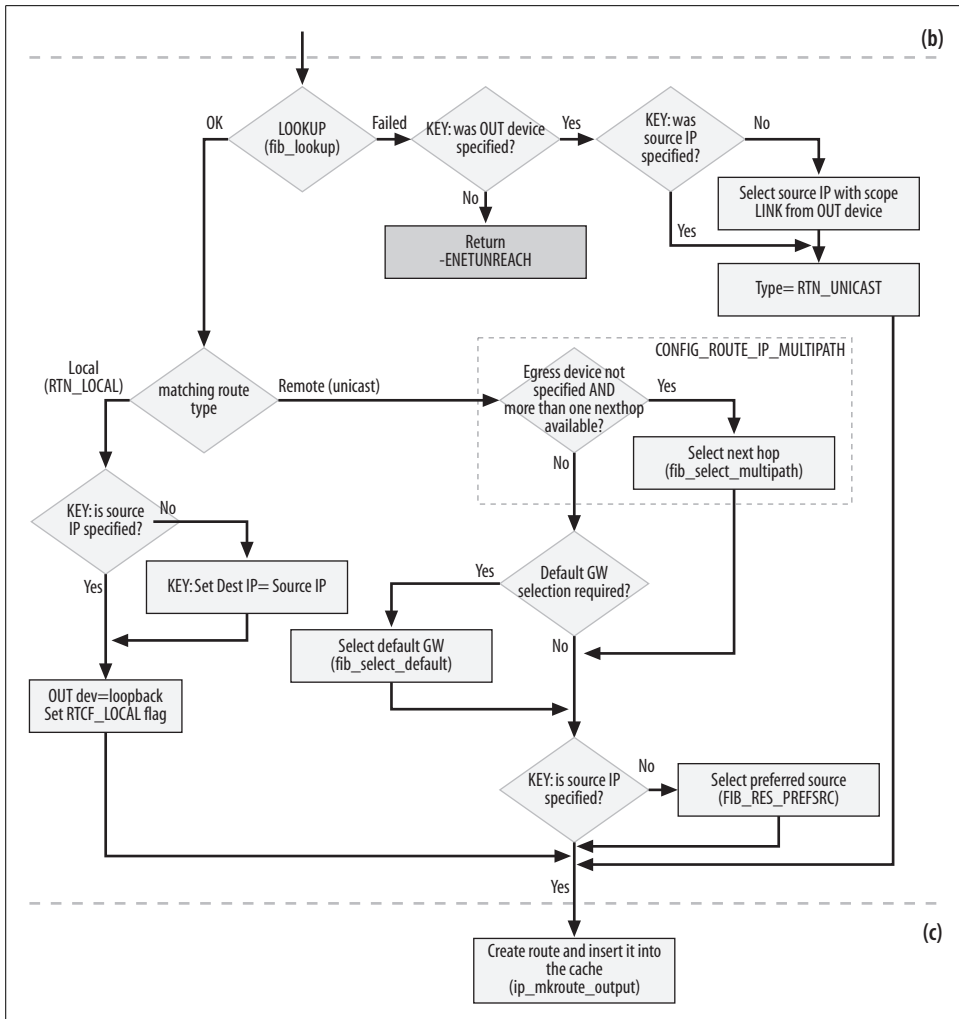 (b)
OK
LOOKUP
(fib_lookup)
Failed
KEY: was OUT device
specified?
Yes
KEY: was
source IP
specified?
No
Select source IP with scope
LINK from OUT device
No
Yes
Return
-ENETUNREACH
Type= RTN_UNICAST
CONFIG_ROUTE_IP_MULTIPATH
Local
(RTN_LOCAL)
matching route
type
Remote (unicast)
Egress device not
specified AND
more than one nexthop
available?
Yes
Select next hop
(fib_select_multipath)
No
KEY: is source
IP specified?
No
Yes
KEY: Set Dest IP= Source IP
Yes
Default GW
selection required?
Select default GW
(fib_select_default)
No
OUT dev=loopback
Set RTCF_LOCAL flag
KEY: is source IP
specified?
No
Select preferred source
(FIB_RES_PREFSRC)
Yes
(c)
Create route and insert it into
the cache
(ip_mkroute_output)